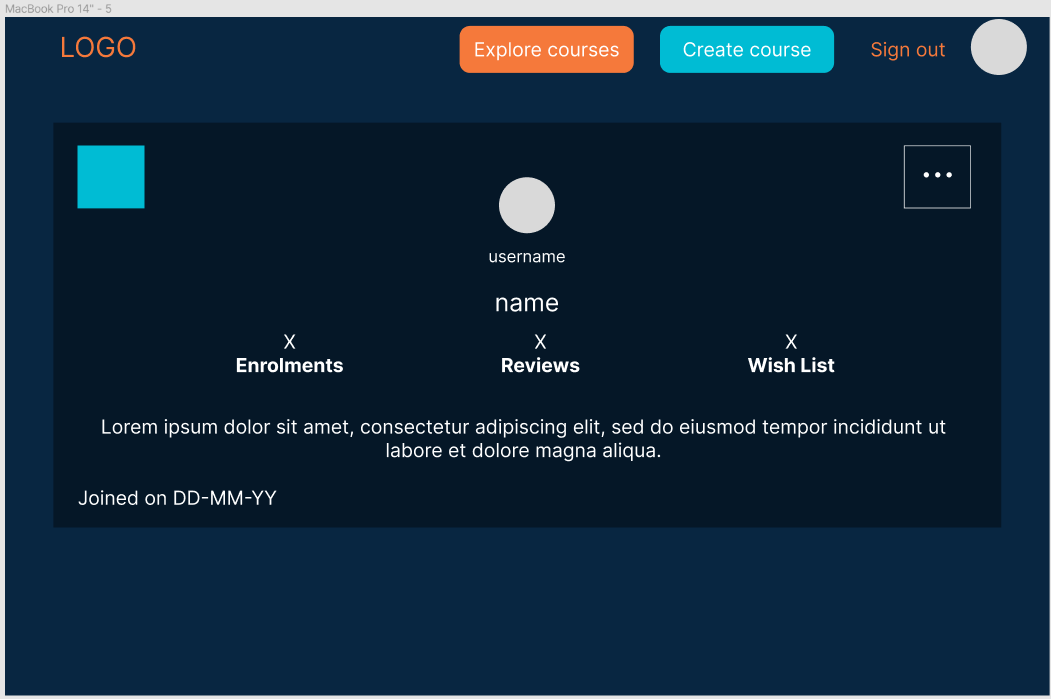 MacBook Pro 14" - 5
LOGO
Explore courses
Create course
Sign out
...
username
name
X
Enrolments
X
Reviews
X
Wish List
Lorem ipsum dolor sit amet, consectetur adipiscing elit, sed do eiusmod tempor incididunt ut
labore et dolore magna aliqua.
Joined on DD-MM-YY